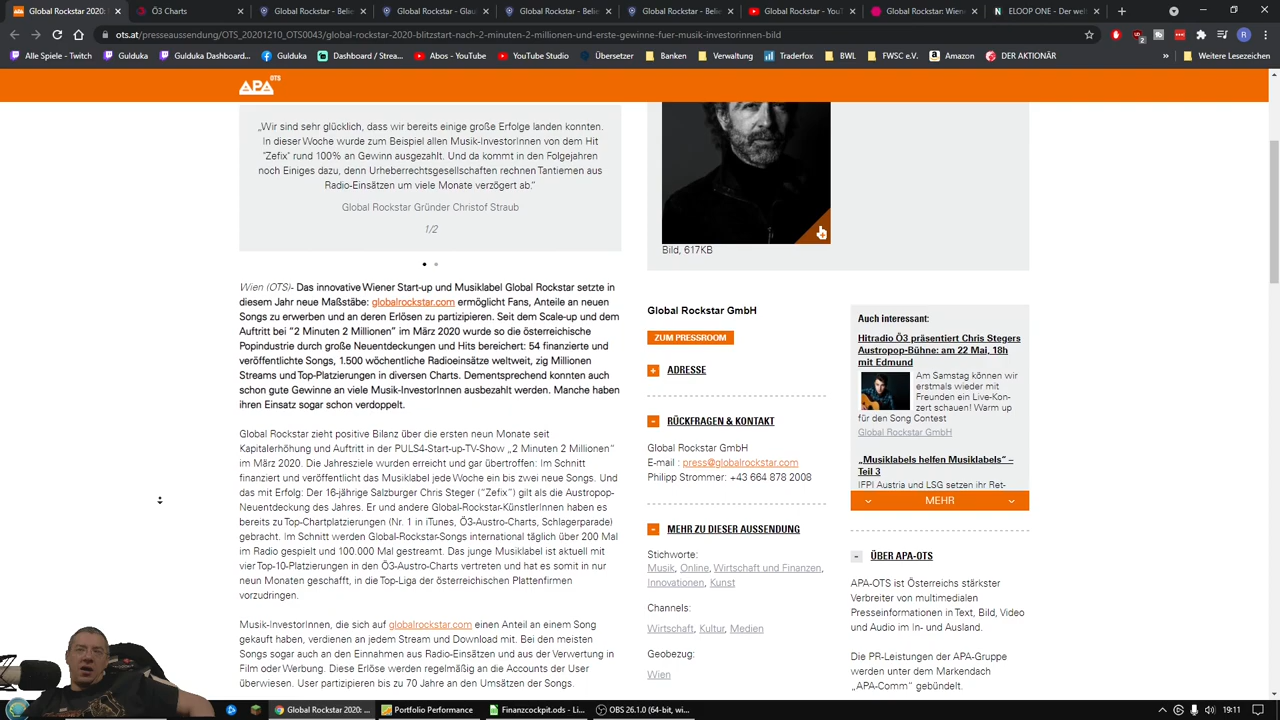 Global Rockstar 2020: E
Ö3 Charts
Global Rockstar - Belie
Global Rockstar - Glau
Global Rockstar - Belie
Global Rockstar - Belie
Global Rockstar - You
Global Rockstar Wien
ELOOP ONE - Der welt
ots.at/presseaussendung/OTS_20201210_OTS0043/global-rockstar-2020-blitzstart-nach-2-minuten-2-millionen-und-erste-gewinne-fuer-musik-investorinnen-bild
Alle Spiele - Twitch
Gulduka Dashboard
Gulduka
Dashboard / Strea...
Abos - YouTube
YouTube Studio
Übersetzer
Banken
Verwaltung
Traderfox
BWL
FWSC e.V.
Amazon
DER AKTIONÄR
Weitere Lesezeichen
APA OTS
„Wir sind sehr glücklich, dass wir bereits einige große Erfolge landen konnten.
In dieser Woche wurde zum Beispiel allen Musik-InvestorInnen von dem Hit
"Zefix" rund 100% an Gewinn ausgezahlt. Und da kommt in den Folgejahren
noch Einiges dazu, denn Urheberrechtsgesellschaften rechnen Tantiemen aus
Radio-Einsätzen um viele Monate verzögert ab."
Global Rockstar Gründer Christof Straub
1/2
Wien (OTS)- Das innovative Wiener Start-up und Musiklabel Global Rockstar setzte in
diesem Jahr neue Maßstäbe: globalrockstar.com ermöglicht Fans, Anteile an neuen
Songs zu erwerben und an deren Erlösen zu partizipieren. Seit dem Scale-up und dem
Auftritt bei "2 Minuten 2 Millionen" im März 2020 wurde so die österreichische
Popindustrie durch große Neuentdeckungen und Hits bereichert: 54 finanzierte und
veröffentlichte Songs, 1.500 wöchentliche Radioeinsätze weltweit, zig Millionen
Streams und Top-Platzierungen in diversen Charts. Dementsprechend konnten auch
schon gute Gewinne an viele Musik-InvestorInnen ausbezahlt werden. Manche haben
ihren Einsatz sogar schon verdoppelt.
Global Rockstar zieht positive Bilanz über die ersten neun Monate seit
Kapitalerhöhung und Auftritt in der PULS4-Start-up-TV-Show „2 Minuten 2 Millionen"
im März 2020. Die Jahresziele wurden erreicht und gar übertroffen: Im Schnitt
finanziert und veröffentlicht das Musiklabel jede Woche ein bis zwei neue Songs. Und
das mit Erfolg: Der 16-jährige Salzburger Chris Steger ("Zefix") gilt als die Austropop-
Neuentdeckung des Jahres. Er und andere Global-Rockstar-KünstlerInnen haben es
bereits zu Top-Chartplatzierungen (Nr. 1 in iTunes, Ö3-Austro-Charts, Schlagerparade)
gebracht. Im Schnitt werden Global-Rockstar-Songs international täglich über 200 Mal
im Radio gespielt und 100.000 Mal gestreamt. Das junge Musiklabel ist aktuell mit
vier Top-10-Platzierungen in den Ö3-Austro-Charts vertreten und hat es somit in nur
neun Monaten geschafft, in die Top-Liga der österreichischen Plattenfirmen
vorzudringen.
Musik-InvestorInnen, die sich auf globalrockstar.com einen Anteil an einem Song
gekauft haben, verdienen an jedem Stream und Download mit. Bei den meisten
Songs sogar auch an den Einnahmen aus Radio-Einsätzen und aus der Verwertung in
Film oder Werbung. Diese Erlöse werden regelmäßig an die Accounts der User
überwiesen. User partizipieren bis zu 70 Jahre an den Umsätzen der Songs.
Bild, 617KB
Global Rockstar GmbH
ZUM PRESSROOM
+ ADRESSE
- RÜCKFRAGEN & KONTAKT
Global Rockstar GmbH
E-mail : press@globalrockstar.com
Philipp Strommer: +43 664 878 2008
- MEHR ZU DIESER AUSSENDUNG
Stichworte:
Musik, Online, Wirtschaft und Finanzen,
Innovationen, Kunst
Channels:
Wirtschaft, Kultur, Medien
Geobezug:
Wien
Auch interessant:
Hitradio Ö3 präsentiert Chris Stegers
Austropop-Bühne: am 22 Mai, 18h
mit Edmund
Am Samstag können wir
erstmals wieder mit
Freunden ein Live-Kon-
zert schauen! Warm up
für den Song Contest
Global Rockstar GmbH
„Musiklabels helfen Musiklabels" –
Teil 3
IFPI Austria und LSG setzen ihr Ret-
MEHR
- ÜBER APA-OTS
APA-OTS ist Österreichs stärkster
Verbreiter von multimedialen
Presseinformationen in Text, Bild, Video
und Audio im In- und Ausland.
Die PR-Leistungen der APA-Gruppe
werden unter dem Markendach
„APA-Comm" gebündelt.
Global Rockstar 2020: ...
Portfolio Performance
Finanzcockpit.ods - Li...
OBS 26.1.0 (64-bit, wi...
19:11